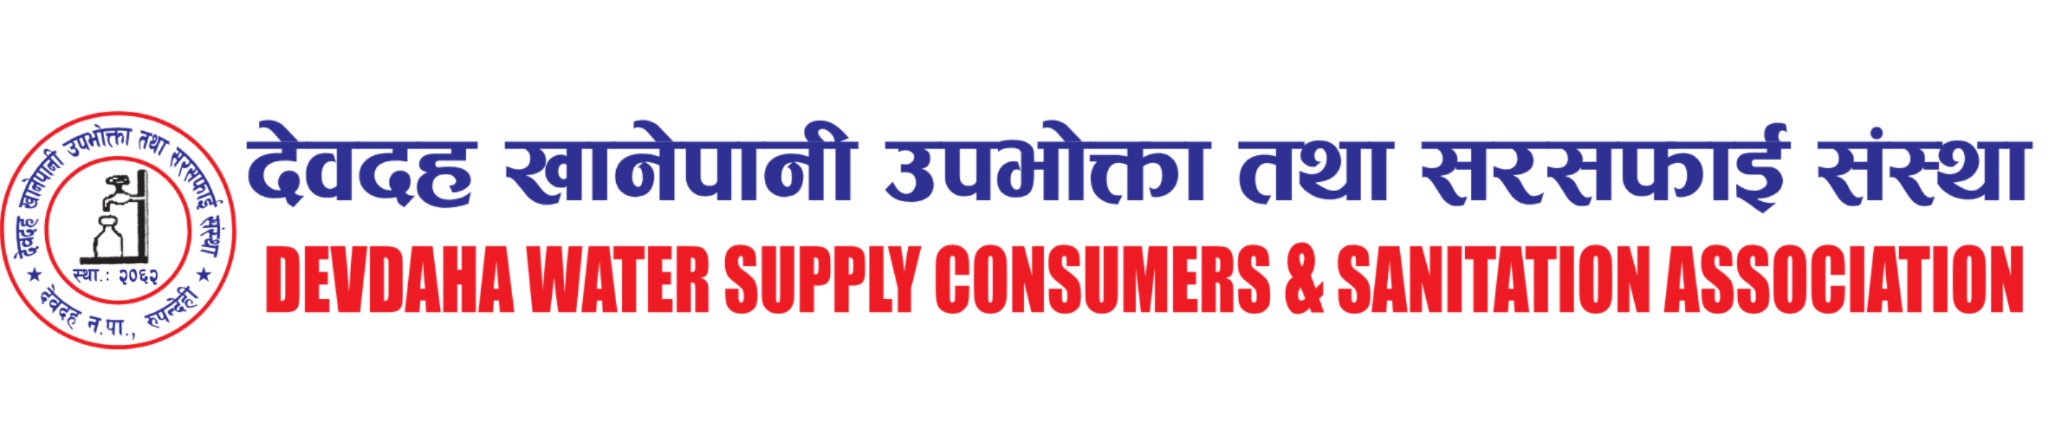 देवदह खानेपानी उपभोक्ता तथा सरसफाई संस्था
स्था.: २०६२
देवदह न.पा., रुपन्देही
देवदह खानेपानी उपभोक्ता तथा सरसफाई संस्था
DEVDAHA WATER SUPPLY CONSUMERS & SANITATION ASSOCIATION